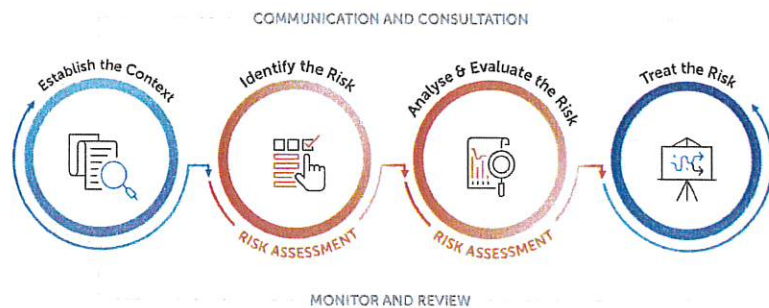 COMMUNICATION AND CONSULTATION
Establish the Context
Identify the Risk
Analyse & Evaluate the Risk
Treat the Risk
RISK ASSESSMENT
RISK ASSESSMENT
MONITOR AND REVIEW